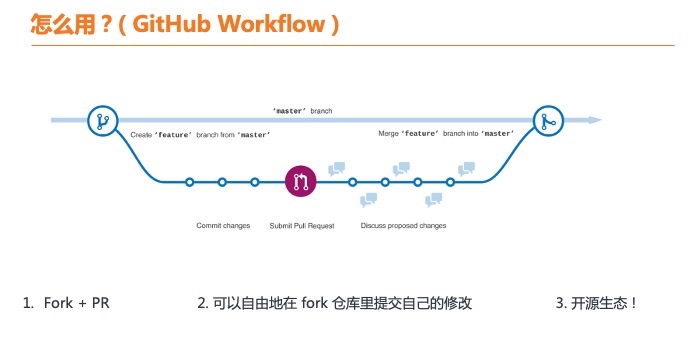 怎么用？( GitHub Workflow )
'master' branch
Create 'feature' branch from 'master'
Merge 'feature' branch into 'master'
Commit changes
Submit Pull Request
Discuss proposed changes
1. Fork + PR
2. 可以自由地在 fork 仓库里提交自己的修改
3. 开源生态！